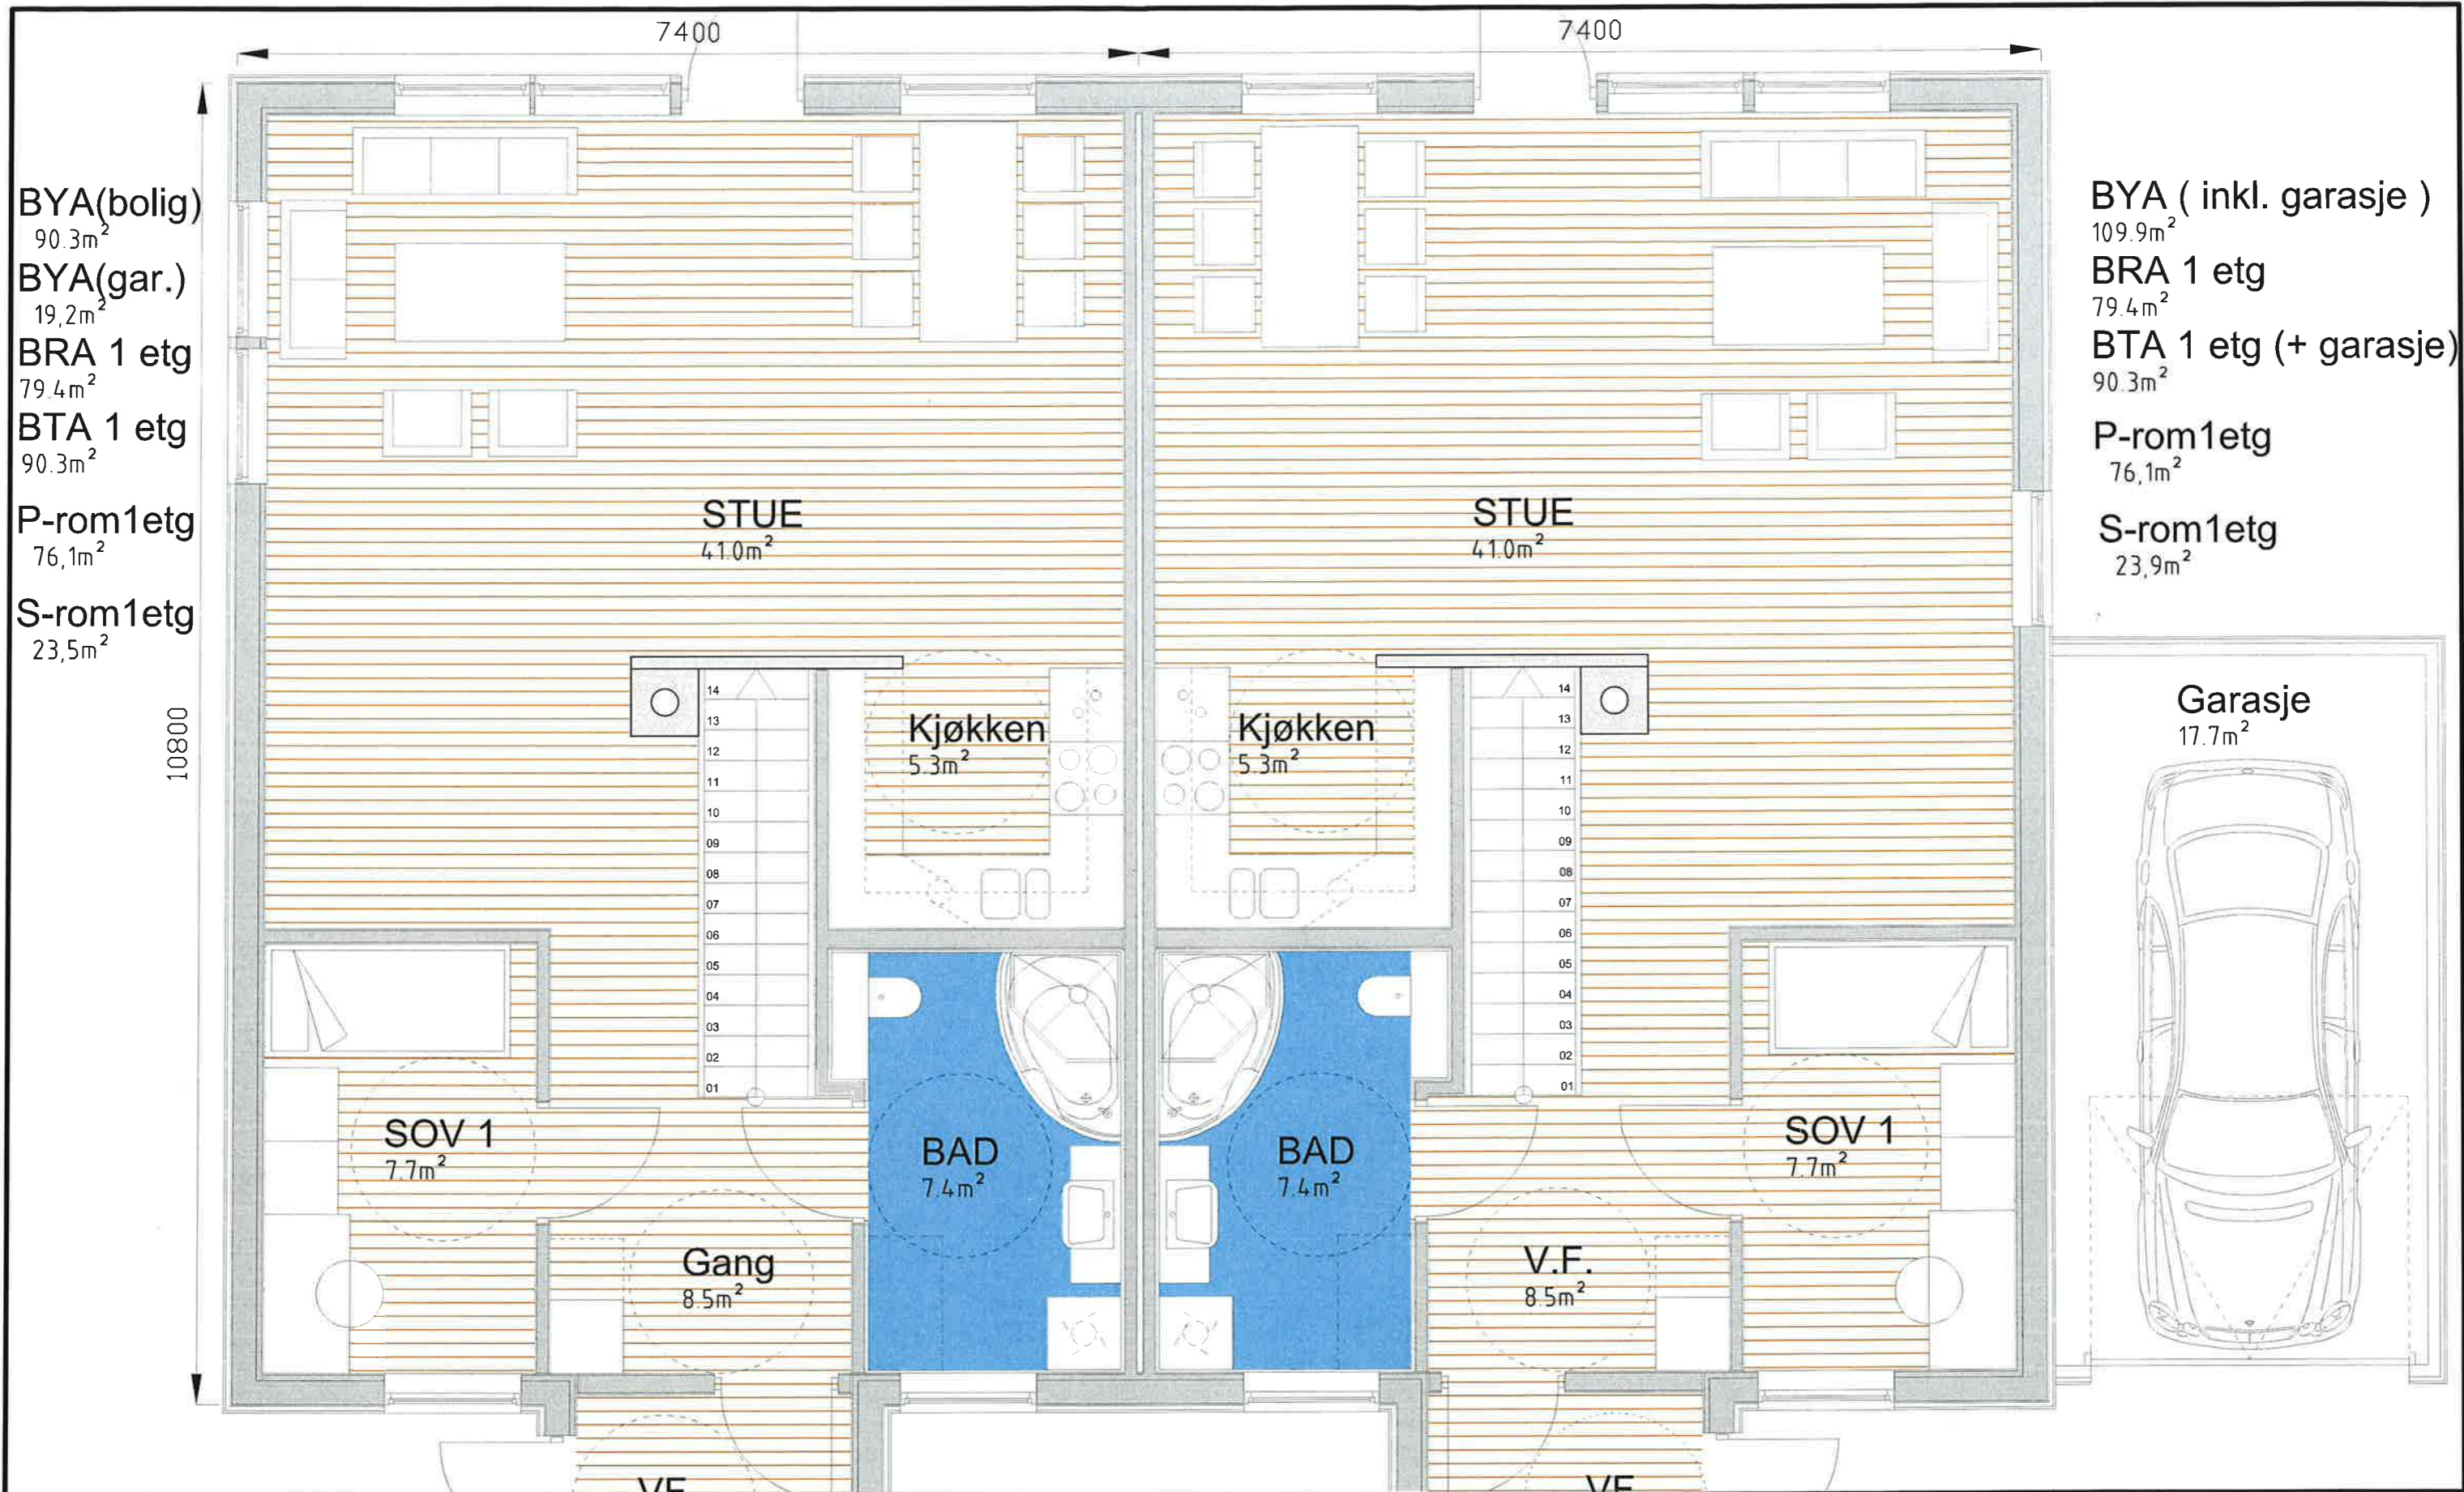 7400
7400
BYA(bolig)
90.3m²
BYA(gar.)
19,2m²
BRA 1 etg
79.4m²
BTA 1 etg
90.3m²
P-rom1etg
76,1m²
S-rom1etg
23,5m²
10800
BYA ( inkl. garasje )
109.9m²
BRA 1 etg
79.4m²
BTA 1 etg (+ garasje)
90.3m²
P-rom1etg
76,1m²
S-rom1etg
23,9m²
STUE
41.0m²
STUE
41.0m²
Garasje
17.7m²
Kjøkken
5.3m²
Kjøkken
5.3m²
14
13
12
11
10
09
08
07
06
05
04
03
02
01
14
13
12
11
10
09
08
07
06
05
04
03
02
01
SOV 1
7.7m²
BAD
7.4m²
BAD
7.4m²
SOV 1
7.7m²
Gang
8.5m²
V.F.
8.5m²
VF
VF